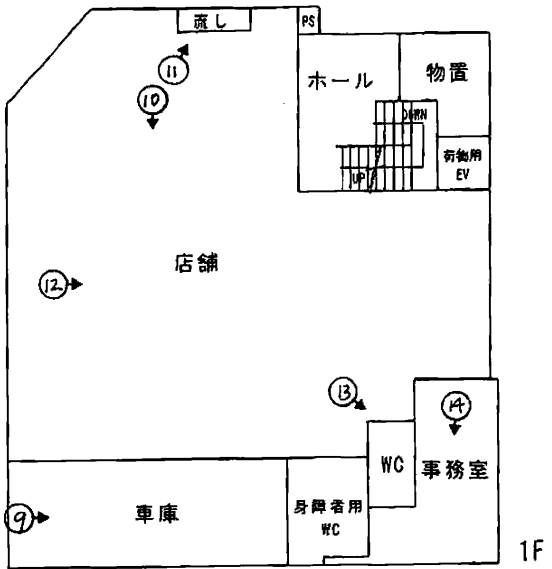 流し
PS
⑪
ホール
物置
⑩
DOWN
荷物用
EV
UP
店舗
⑫
⑬
⑭
WC
事務室
身障者用
WC
車庫
⑨
1F